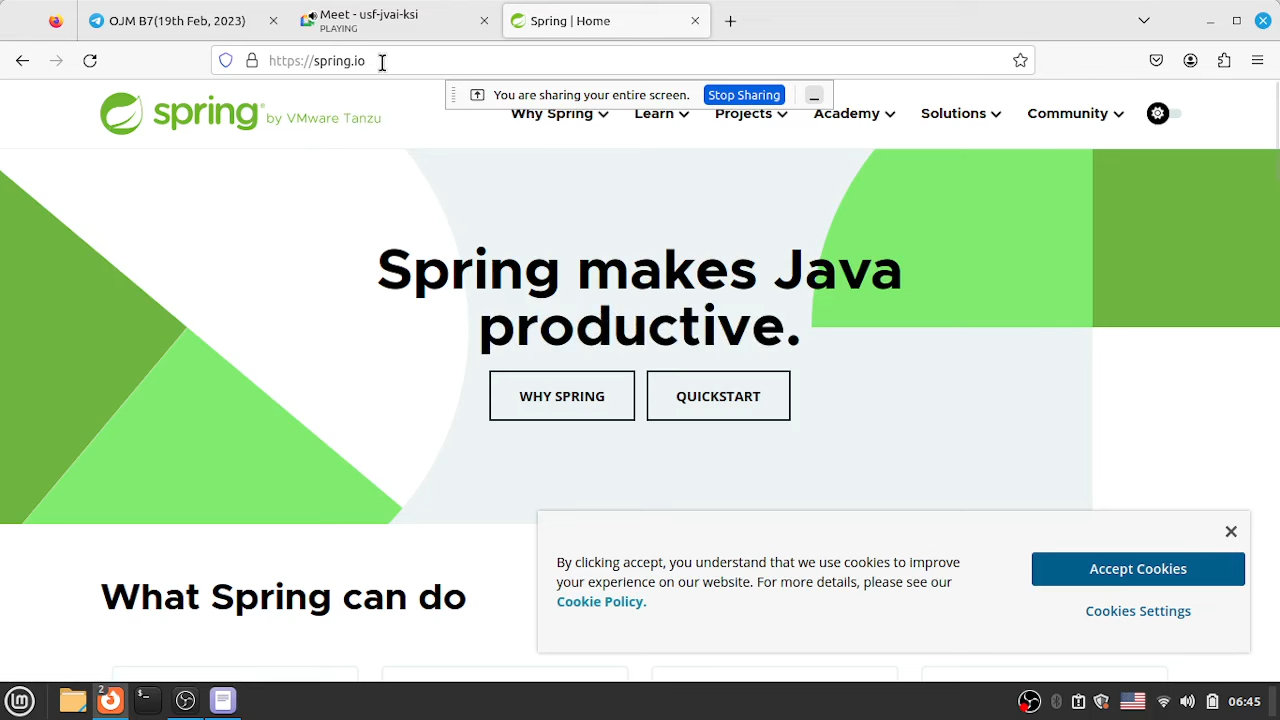 OJM B7(19th Feb, 2023)
Meet - usf-jvai-ksi
PLAYING
Spring | Home
https://spring.io
You are sharing your entire screen.
Stop Sharing
spring by VMware Tanzu
Why Spring
Learn
Projects
Academy
Solutions
Community
Spring makes Java
productive.
WHY SPRING
QUICKSTART
By clicking accept, you understand that we use cookies to improve
your experience on our website. For more details, please see our
Cookie Policy.
Accept Cookies
Cookies Settings
What Spring can do
2
06:45